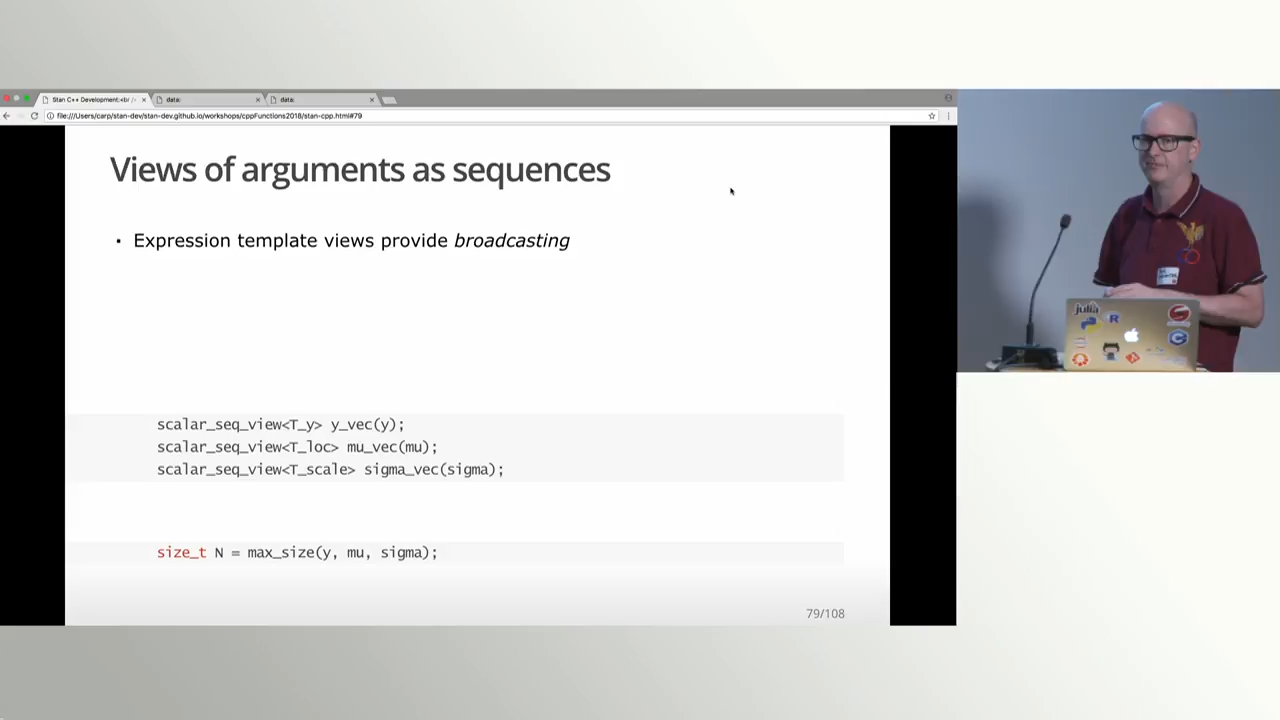 Stan C++ Development:<br /> × data: × data: ×
file:///Users/carp/stan-dev/stan-dev.github.io/workshops/cppFunctions2018/stan-cpp.html#79
Views of arguments as sequences
• Expression template views provide broadcasting
scalar_seq_view<T_y> y_vec(y);
scalar_seq_view<T_loc> mu_vec(mu);
scalar_seq_view<T_scale> sigma_vec(sigma);
size_t N = max_size(y, mu, sigma);
79/108
julia
R